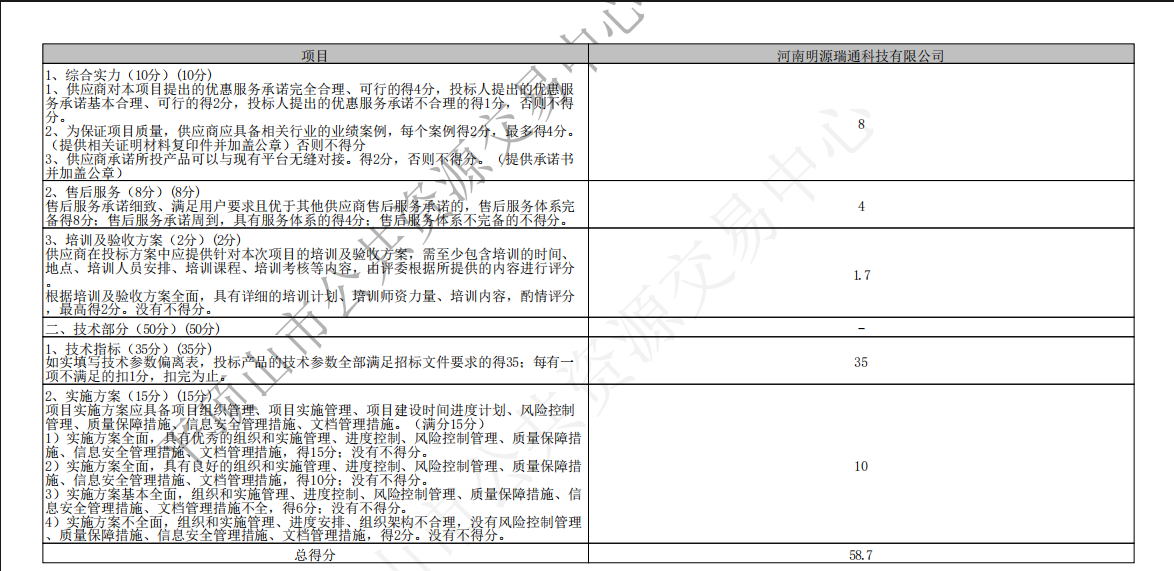 项目
河南明源瑞通科技有限公司
1、综合实力（10分）(10分)
1、供应商对本项目提出的优惠服务承诺完全合理、可行的得4分，投标人提出的优惠服
务承诺基本合理、可行的得2分，投标人提出的优惠服务承诺不合理的得1分，否则不得
分。
2、为保证项目质量，供应商应具备相关行业的业绩案例，每个案例得2分，最多得4分。
（提供相关证明材料复印件并加盖公章）否则不得分
3、供应商承诺所投产品可以与现有平台无缝对接。得2分，否则不得分。（提供承诺书
并加盖公章）
8
2、售后服务（8分）(8分)
售后服务承诺细致、满足用户要求且优于其他供应商售后服务承诺的，售后服务体系完
备得8分；售后服务承诺周到，具有服务体系的得4分；售后服务体系不完备的不得分。
4
3、培训及验收方案（2分）(2分)
供应商在投标方案中应提供针对本次项目的培训及验收方案，需至少包含培训的时间、
地点、培训人员安排、培训课程、培训考核等内容，由评委根据所提供的内容进行评分
。
根据培训及验收方案全面，具有详细的培训计划、培训师资力量、培训内容，酌情评分
，最高得2分。没有不得分。
1.7
二、技术部分（50分）(50分)
-
1、技术指标（35分）(35分)
如实填写技术参数偏离表，投标产品的技术参数全部满足招标文件要求的得35；每有一
项不满足的扣1分，扣完为止。
35
2、实施方案（15分）(15分)
项目实施方案应具备项目组织管理、项目实施管理、项目建设时间进度计划、风险控制
管理、质量保障措施、信息安全管理措施、文档管理措施。（满分15分）
1）实施方案全面，具有优秀的组织和实施管理、进度控制、风险控制管理、质量保障措
施、信息安全管理措施、文档管理措施，得15分；没有不得分。
2）实施方案全面，具有良好的组织和实施管理、进度控制、风险控制管理、质量保障措
施、信息安全管理措施、文档管理措施，得10分；没有不得分。
3）实施方案基本全面，组织和实施管理、进度控制、风险控制管理、质量保障措施、信
息安全管理措施、文档管理措施不全，得6分；没有不得分。
4）实施方案不全面，组织和实施管理、进度安排、组织架构不合理，没有风险控制管理
、质量保障措施、信息安全管理措施、文档管理措施，得2分。没有不得分。
10
总得分
58.7
平顶山市公共资源交易中心
山市公共资源交易中心